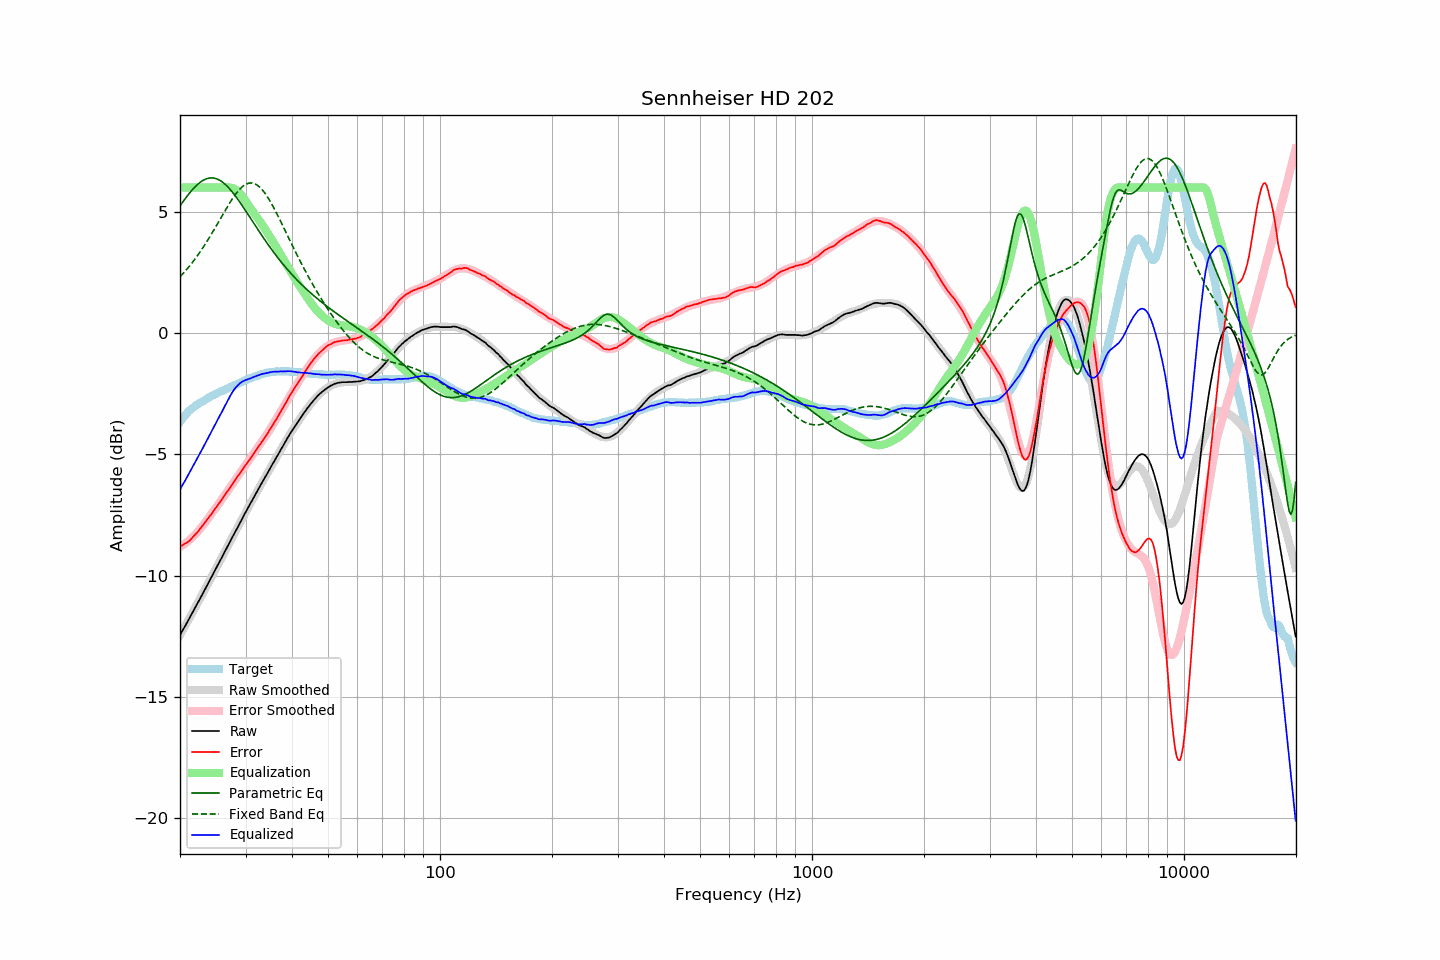 Sennheiser HD 202
Amplitude (dBr)
5
0
−5
−10
−15
−20
Target
Raw Smoothed
Error Smoothed
Raw
Error
Equalization
Parametric Eq
Fixed Band Eq
Equalized
100
1000
10000
Frequency (Hz)